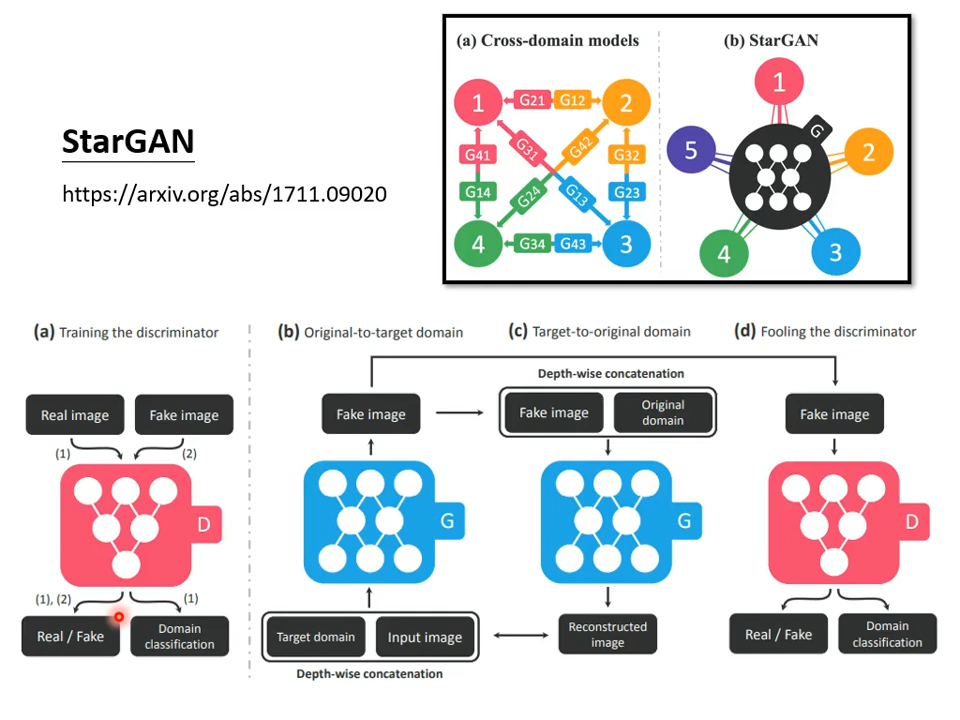 StarGAN
https://arxiv.org/abs/1711.09020
(a) Cross-domain models
(b) StarGAN
1
G21
G12
2
G41
G31
G42
G32
G14
G24
G13
G23
4
G34
G43
3
1
G
5
2
4
3
(a) Training the discriminator
Real image
Fake image
(1)
(2)
D
(1), (2)
(1)
Real / Fake
Domain
classification
(b) Original-to-target domain
Fake image
G
Target domain
Input image
Depth-wise concatenation
(c) Target-to-original domain
Depth-wise concatenation
Fake image
Original
domain
G
Reconstructed
image
(d) Fooling the discriminator
Fake image
D
Real / Fake
Domain
classification